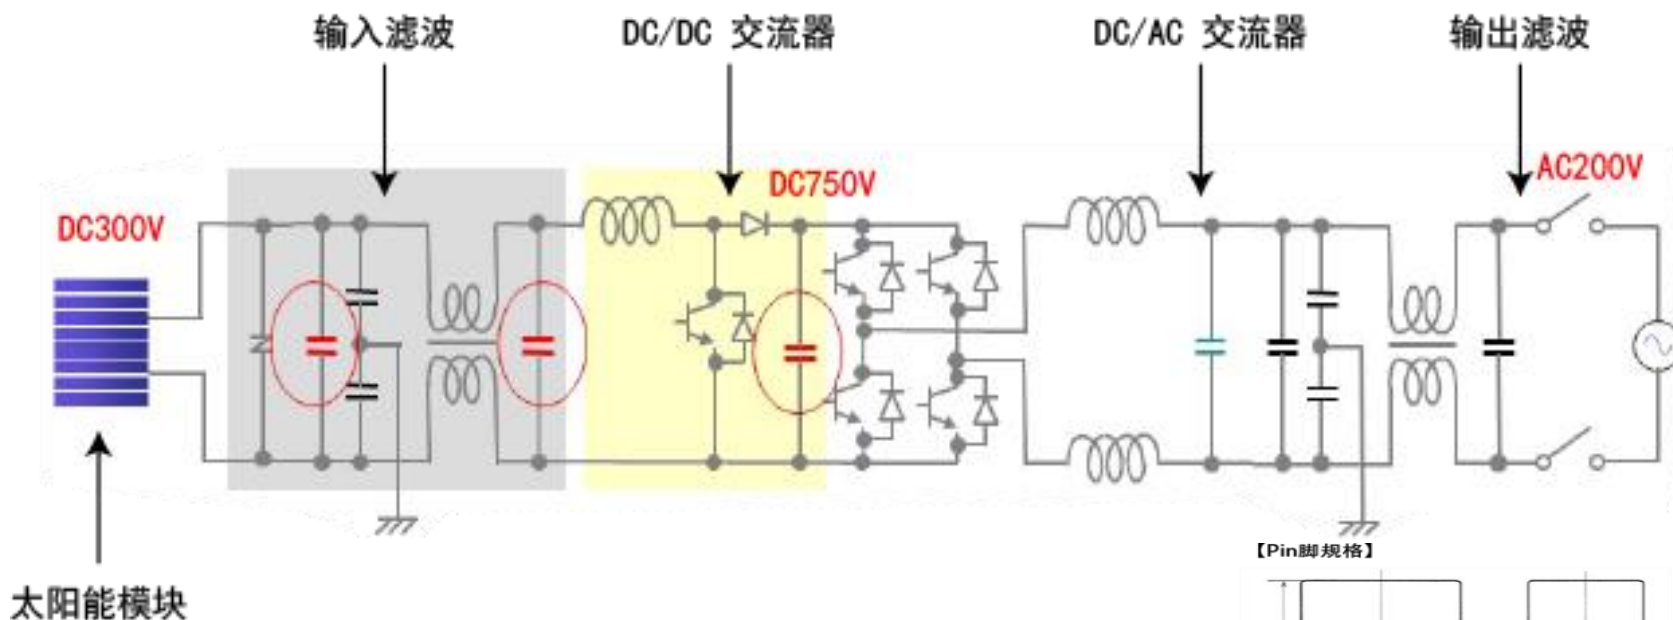 输入滤波
DC/DC 交流器
DC/AC 交流器
输出滤波
DC300V
DC750V
AC200V
【Pin脚规格】
太阳能模块